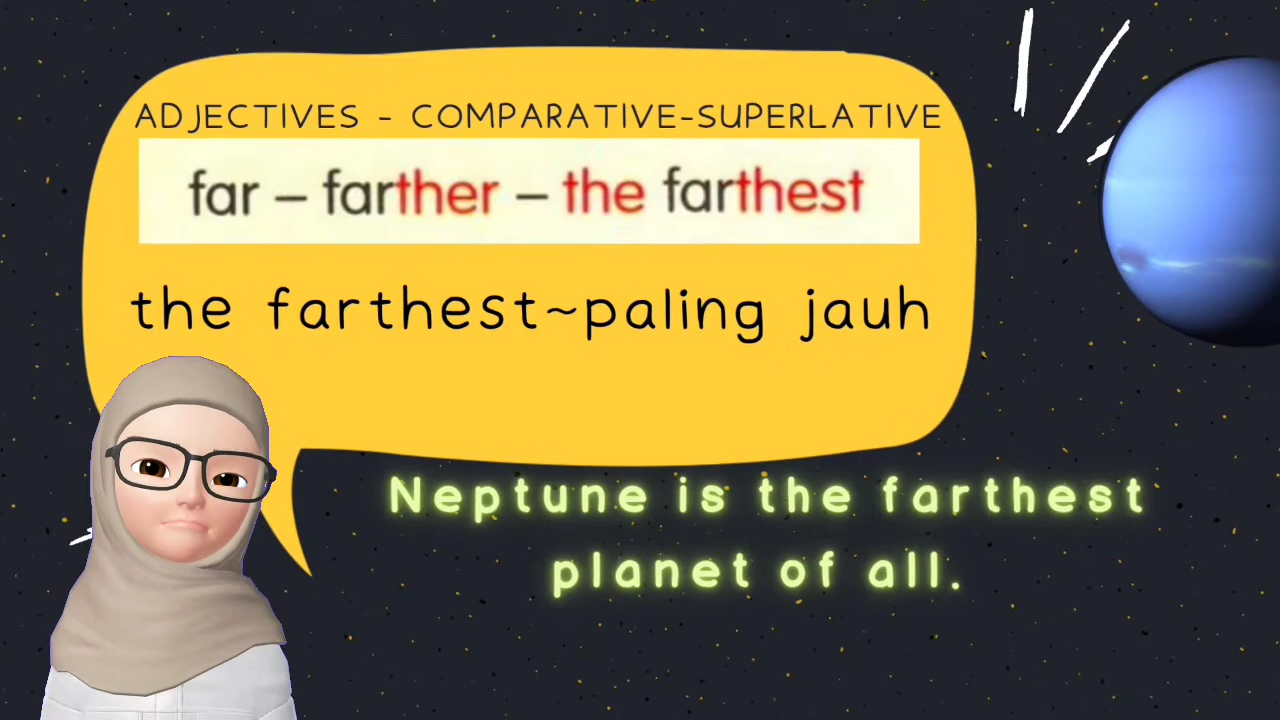 ADJECTIVES - COMPARATIVE-SUPERLATIVE
far – farther – the farthest
the farthest~paling jauh
Neptune is the farthest
planet of all.